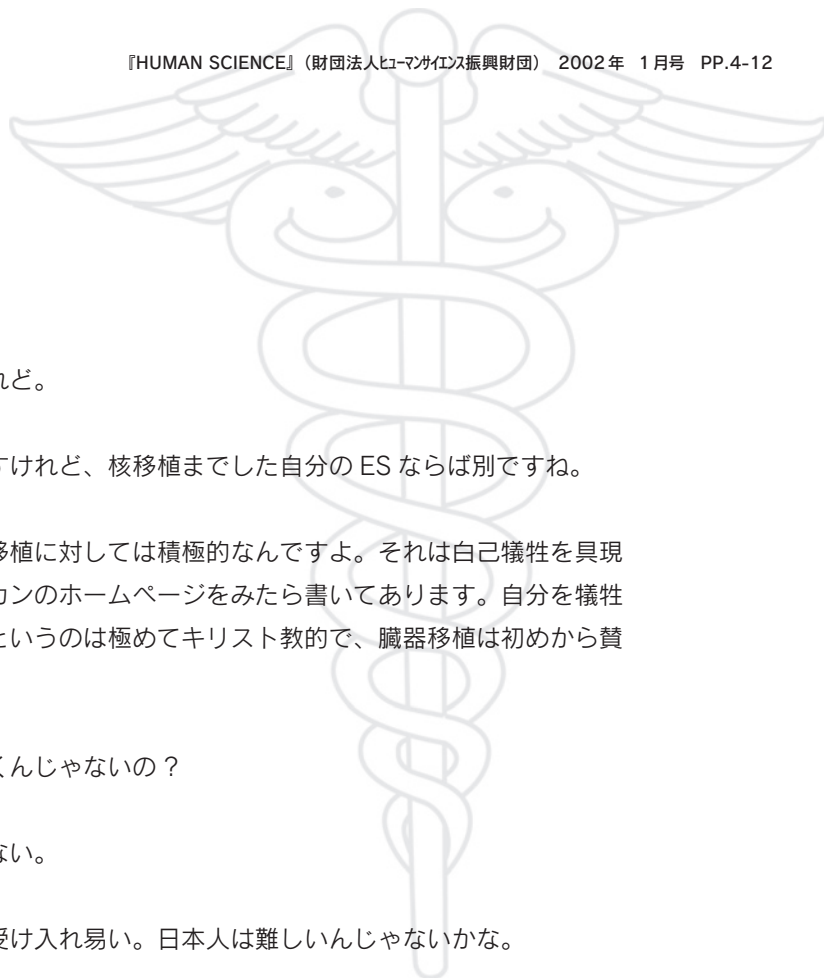 『HUMAN SCIENCE』（財団法人ヒューマンサイエンス振興財団） 2002年 1月号 PP.4-12
れど。
すけれど、核移植までした自分の ES ならば別ですね。
移植に対しては積極的なんですよ。それは白己犠牲を具現
カンのホームページをみたら書いてあります。自分を犠牲
というのは極めてキリスト教的で、臓器移植は初めから賛
くんじゃないの？
ない。
受け入れ易い。日本人は難しいんじゃないかな。